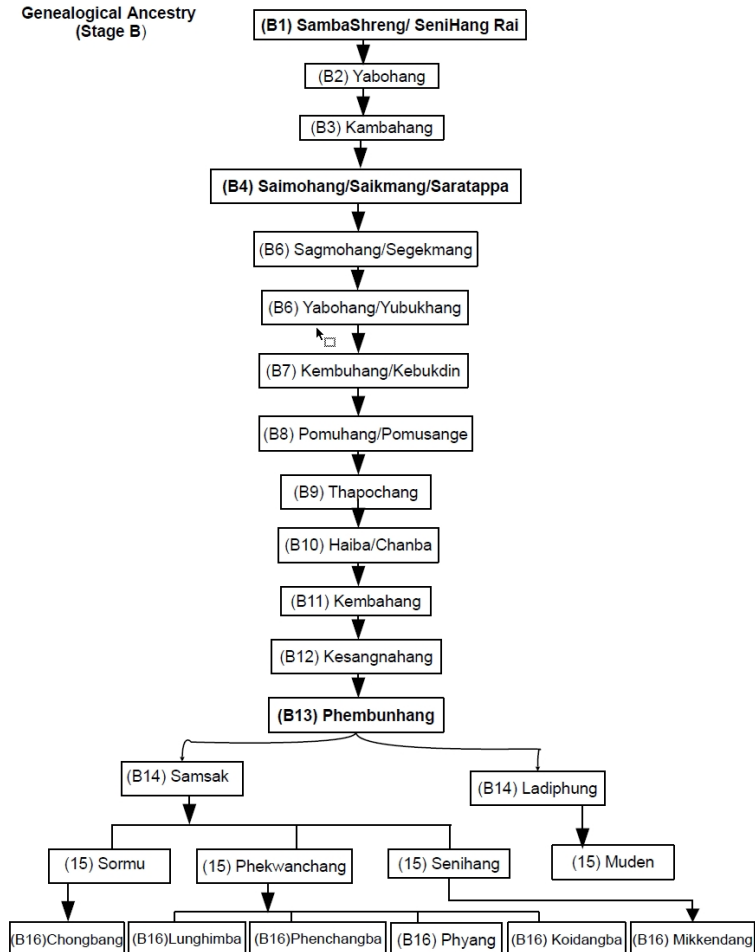 Genealogical Ancestry
(Stage B)
(B1) SambaShreng/ SeniHang Rai
(B2) Yabohang
(B3) Kambahang
(B4) Saimohang/Saikmang/Saratappa
(B6) Sagmohang/Segekmang
(B6) Yabohang/Yubukhang
(B7) Kembuhang/Kebukdin
(B8) Pomuhang/Pomusange
(B9) Thapochang
(B10) Haiba/Chanba
(B11) Kembahang
(B12) Kesangnahang
(B13) Phembunhang
(B14) Samsak
(B14) Ladiphung
(15) Sormu
(15) Phekwanchang
(15) Senihang
(15) Muden
(B16)Chongbang
(B16)Lunghimba
(B16)Phenchangba
(B16) Phyang
(B16) Koidangba
(B16) Mikkendang